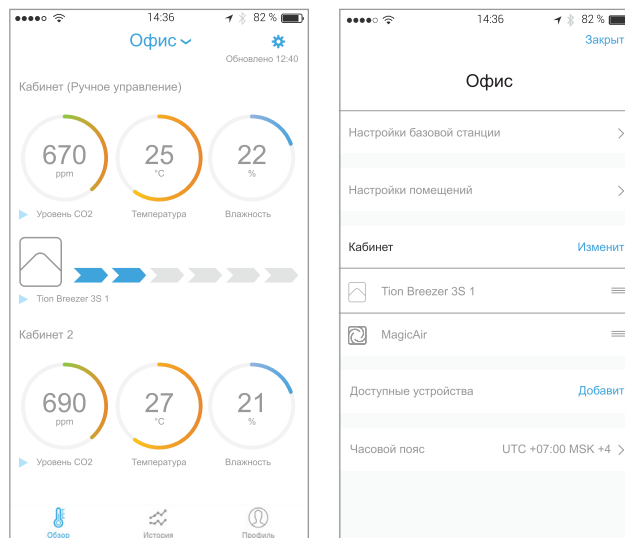 14:36
82 %
Офис
Обновлено 12:40
Кабинет (Ручное управление)
670
ppm
25
°C
22
%
Уровень CO2
Температура
Влажность
Tion Breezer 3S 1
Кабинет 2
690
ppm
27
°C
21
%
Уровень CO2
Температура
Влажность
Обзор
История
Профиль
14:36
82 %
Закрыт
Офис
Настройки базовой станции
Настройки помещений
Кабинет
Изменит
Tion Breezer 3S 1
MagicAir
Доступные устройства
Добавит
Часовой пояс
UTC +07:00 MSK +4